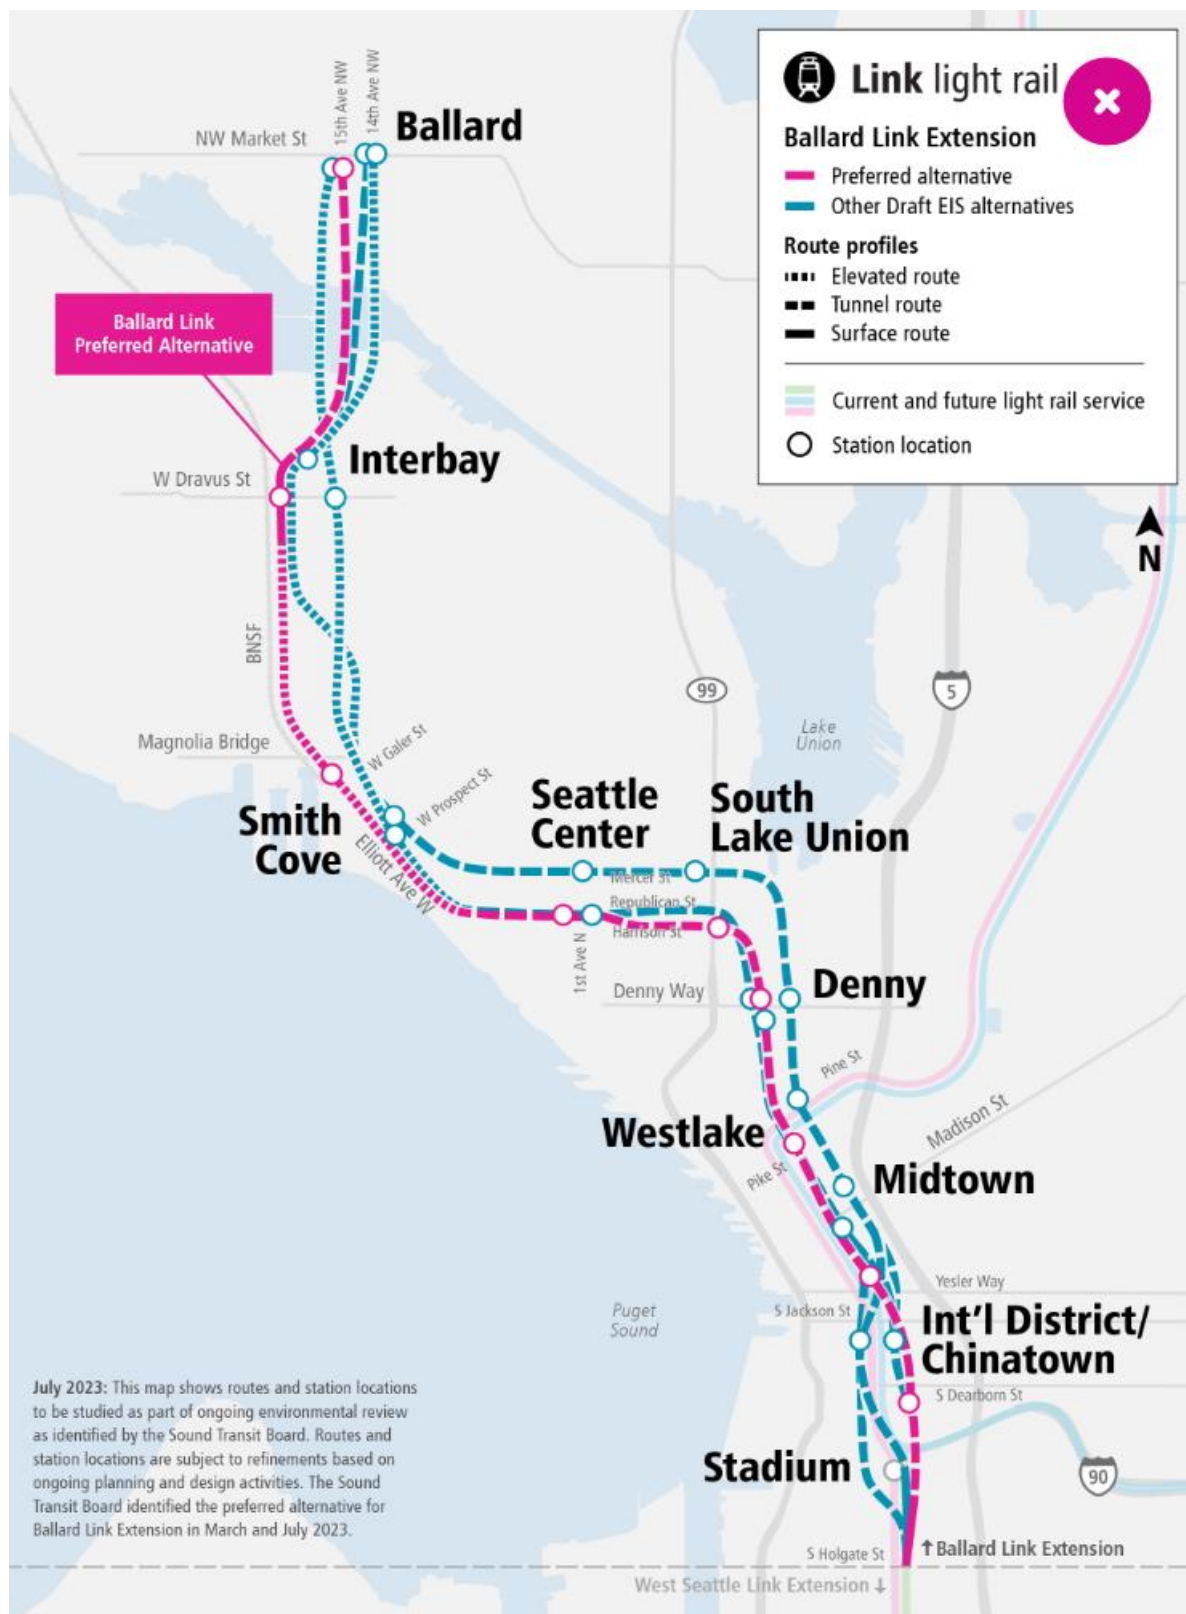 Link light rail
Ballard Link Extension
Preferred alternative
Other Draft EIS alternatives
Route profiles
Elevated route
Tunnel route
Surface route
Current and future light rail service
Station location
N
15th Ave NW
14th Ave NW
Ballard
NW Market St
Ballard Link
Preferred Alternative
Interbay
W Dravus St
BNSF
99
5
Lake
Union
Magnolia Bridge
W Galer St
W Prospect St
Smith
Cove
Elliott Ave W
Seattle
Center
South
Lake Union
Mercer St
Republican St
Harrison St
1st Ave N
Denny Way
Denny
Pine St
Madison St
Westlake
Pike St
Midtown
Yesler Way
Puget
Sound
S Jackson St
Int'l District/
Chinatown
S Dearborn St
Stadium
90
July 2023: This map shows routes and station locations
to be studied as part of ongoing environmental review
as identified by the Sound Transit Board. Routes and
station locations are subject to refinements based on
ongoing planning and design activities. The Sound
Transit Board identified the preferred alternative for
Ballard Link Extension in March and July 2023.
S Holgate St
↑Ballard Link Extension
West Seattle Link Extension↓